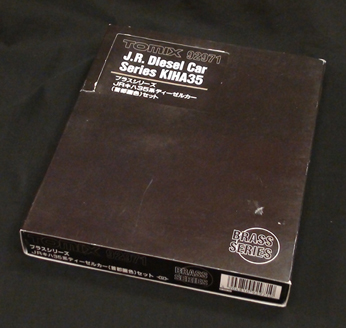 TOMIX 92971
J.R. Diesel Car
Series KIHA35
ブラスシリーズ
JRキハ35系ディーゼルカー
(首都圏色)セット
BRASS
SERIES
ブラスシリーズ
JRキハ35系ディーゼルカー(首都圏色)セット
BRASS
SERIES